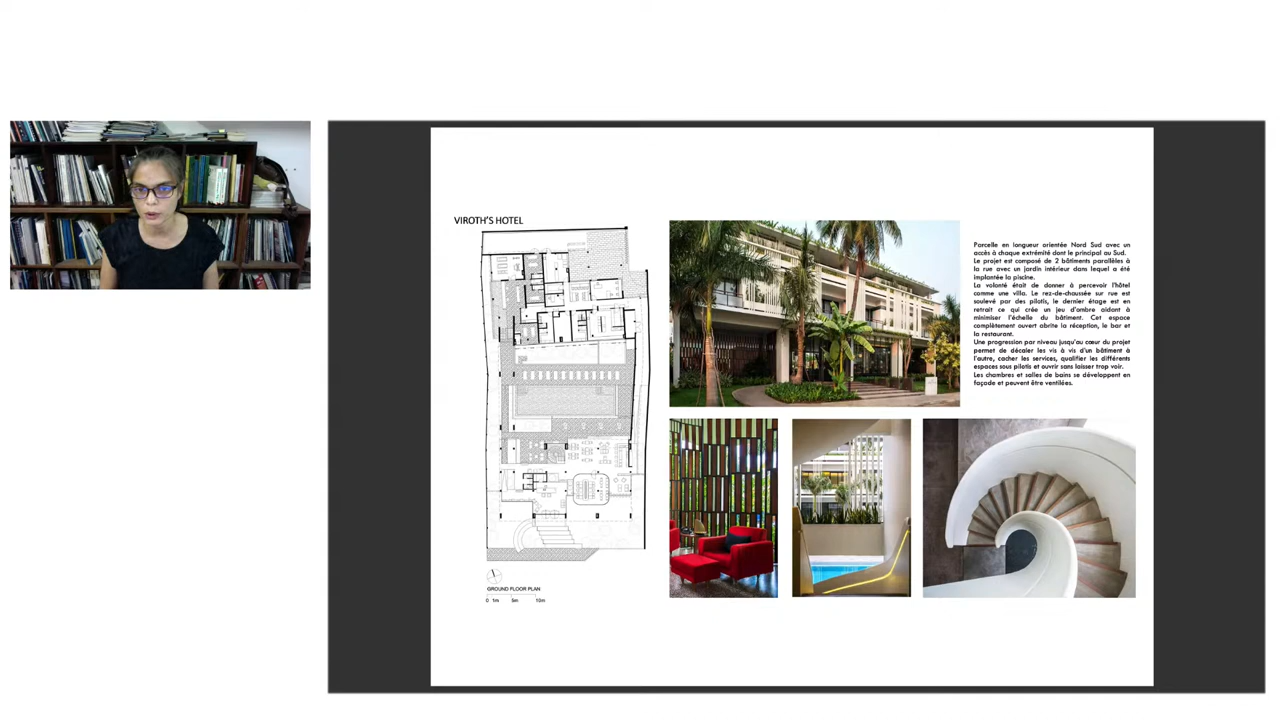 VIROTH'S HOTEL
Parcelle en longueur orientée Nord Sud avec un
accès à chaque extrémité dont le principal au Sud.
Le projet est composé de 2 bâtiments parallèles à
la rue avec un jardin intérieur dans lequel a été
implantée la piscine.
La volonté était de donner à percevoir l'hôtel
comme une villa. Le rez-de-chaussée sur rue est
soulevé par des pilotis, le dernier étage est en
retrait ce qui crée un jeu d'ombre aidant à
minimiser l'échelle du bâtiment. Cet espace
complètement ouvert abrite la réception, le bar et
la restaurant.
Une progression par niveau jusqu'au cœur du projet
permet de décaler les vis à vis d'un bâtiment à
l'autre, cacher les services, qualifier les différents
espaces sous pilotis et ouvrir sans laisser trop voir.
Les chambres et salles de bains se développent en
façade et peuvent être ventilées.
GROUND FLOOR PLAN
0 1m 5m 10m